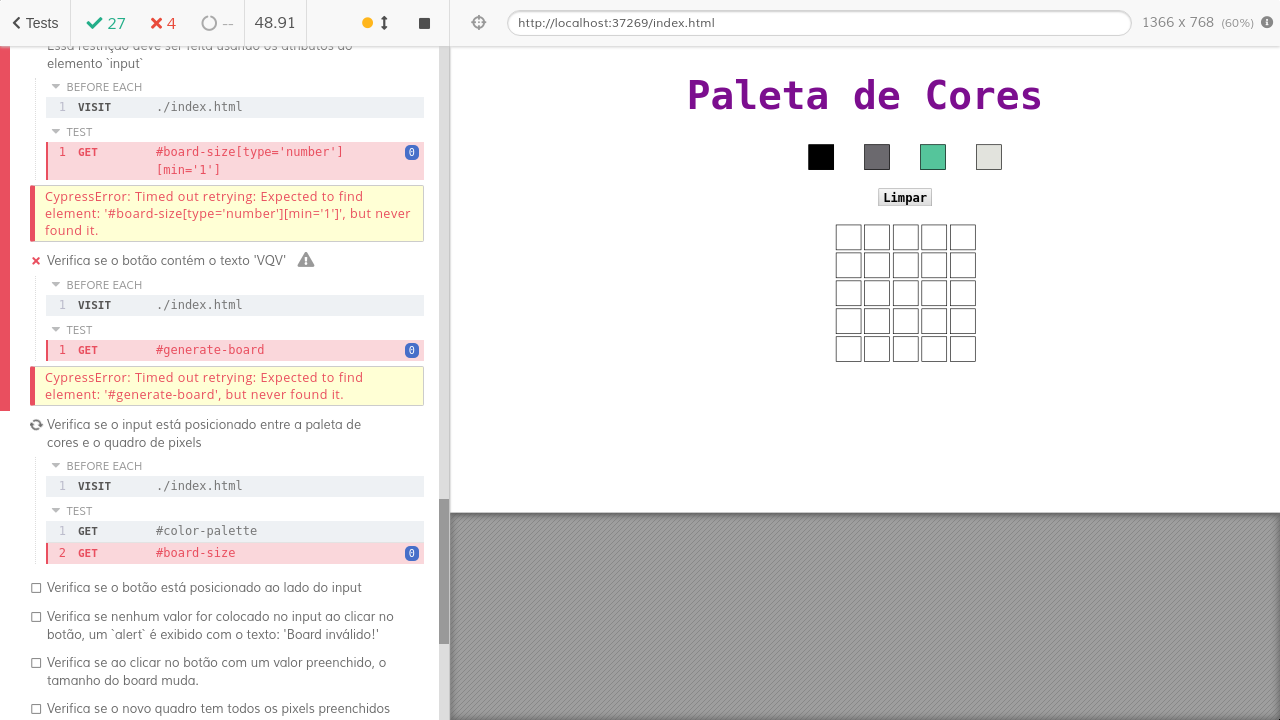 Tests
27
4
--
48.91
http://localhost:37269/index.html
1366 x 768 (60%)
Essa restrição deve ser feita usando os atributos do
elemento `input`
BEFORE EACH
1 VISIT ./index.html
TEST
1 GET #board-size[type='number']
[min='1']
0
CypressError: Timed out retrying: Expected to find
element: '#board-size[type='number'][min='1']', but never
found it.
Verifica se o botão contém o texto 'VQV'
BEFORE EACH
1 VISIT ./index.html
TEST
1 GET #generate-board 0
CypressError: Timed out retrying: Expected to find
element: '#generate-board', but never found it.
Verifica se o input está posicionado entre a paleta de
cores e o quadro de pixels
BEFORE EACH
1 VISIT ./index.html
TEST
1 GET #color-palette
2 GET #board-size 0
Verifica se o botão está posicionado ao lado do input
Verifica se nenhum valor for colocado no input ao clicar no
botão, um `alert` é exibido com o texto: 'Board inválido!'
Verifica se ao clicar no botão com um valor preenchido, o
tamanho do board muda.
Verifica se o novo quadro tem todos os pixels preenchidos
Paleta de Cores
Limpar